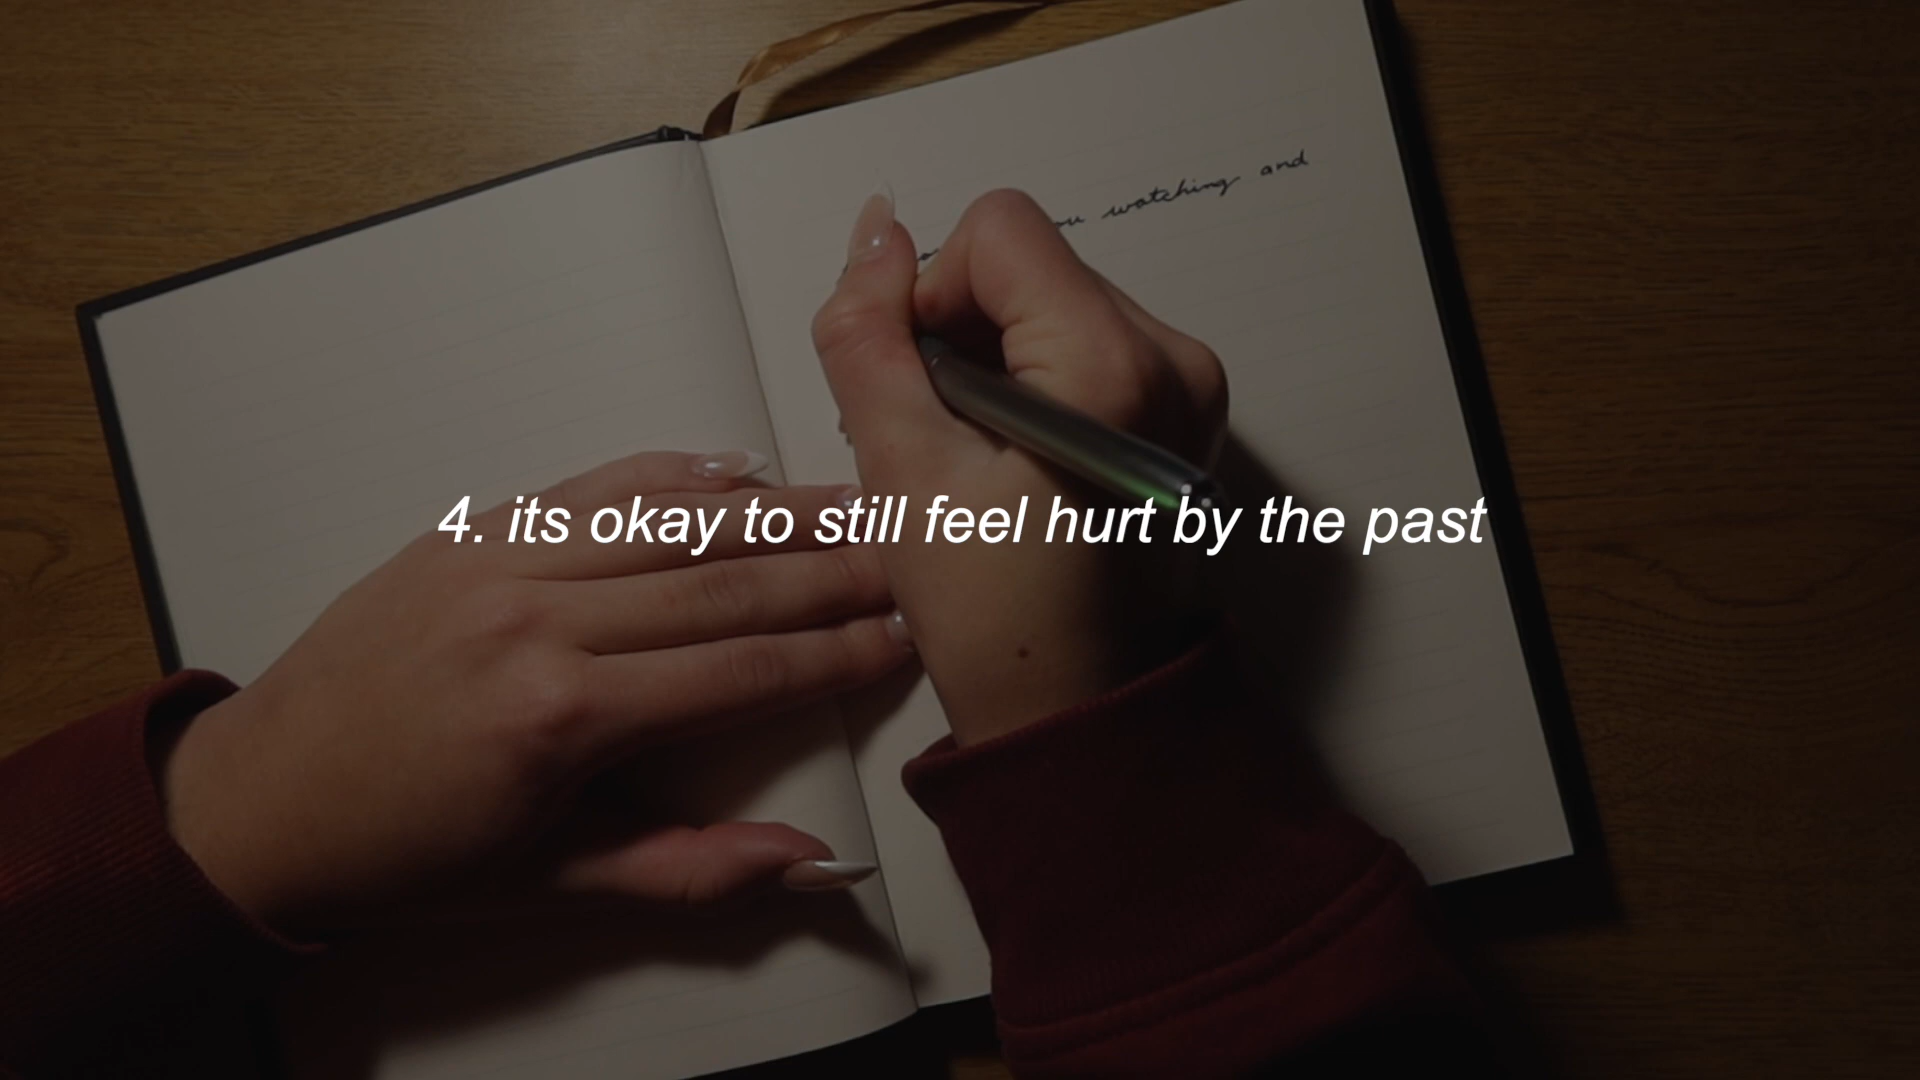 watching and
4. its okay to still feel hurt by the past